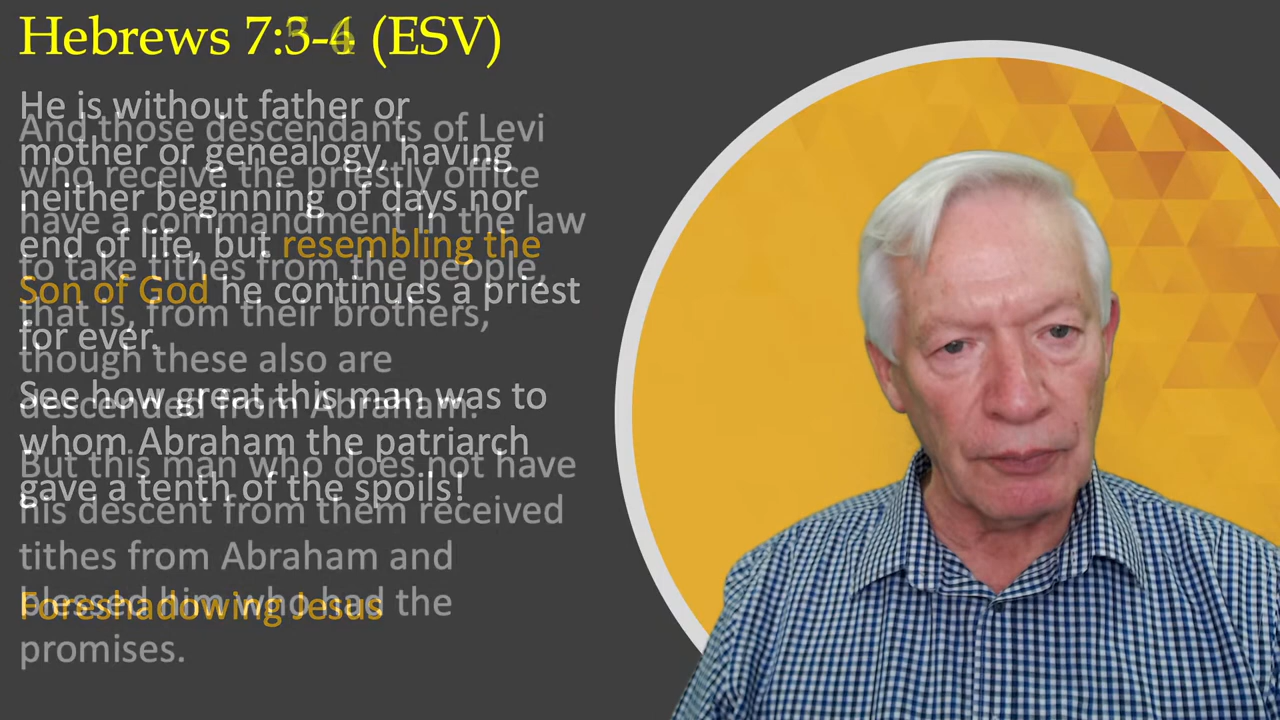 Hebrews 7:3-4 (ESV)
He is without father or
mother or genealogy, having
neither beginning of days nor
end of life, but resembling the
Son of God he continues a priest
for ever.
See how great this man was to
whom Abraham the patriarch
gave a tenth of the spoils!
Foreshadowing Jesus
And those descendants of Levi
who receive the priestly office
have a commandment in the law
to take tithes from the people,
that is, from their brothers,
though these also are
descended from Abraham.
But this man who does not have
his descent from them received
tithes from Abraham and
blessed him who had the
promises.